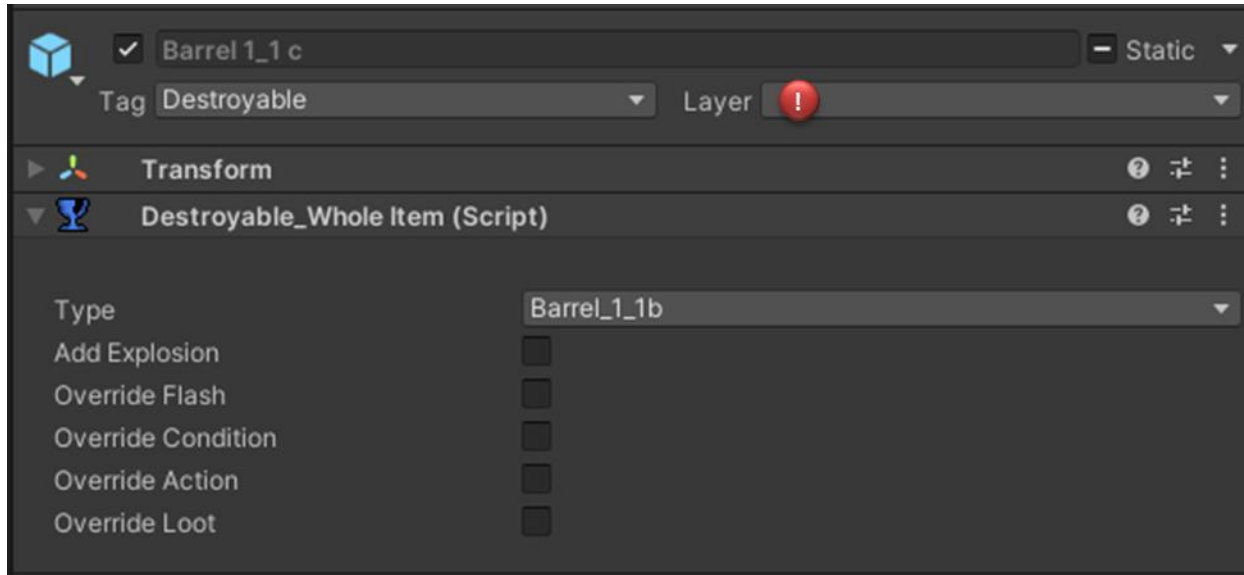 Barrel 1_1 c Static
Tag Destroyable Layer !
Transform
Destroyable_Whole Item (Script)
Type Barrel_1_1b
Add Explosion
Override Flash
Override Condition
Override Action
Override Loot